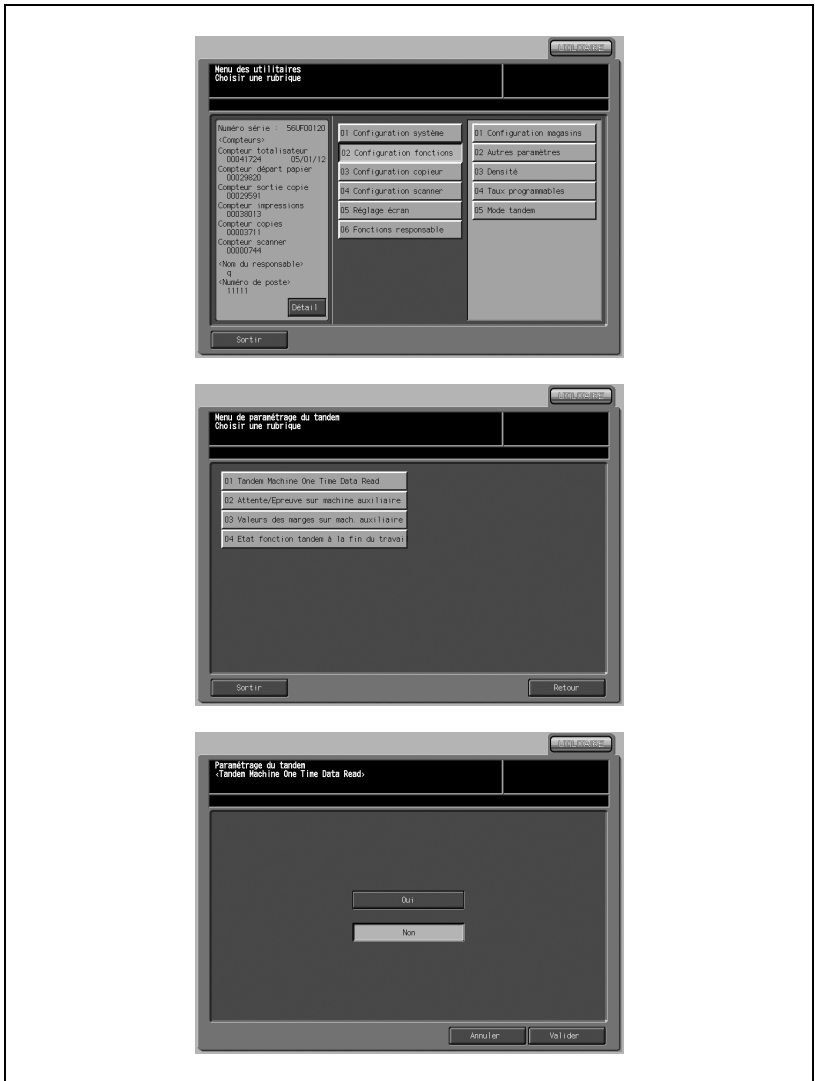 UTILITAIRE
Menu des utilitaires
Choisir une rubrique
Numéro série : 56UF00120
<Compteurs>
Compteur totalisateur
00041724 05/01/12
Compteur départ papier
00029820
Compteur sortie copie
00029591
Compteur impressions
00038013
Compteur copies
00003711
Compteur scanner
00000744
<Nom du responsable>
q
<Numéro de poste>
11111
Détail
01 Configuration système
02 Configuration fonctions
03 Configuration copieur
04 Configuration scanner
05 Réglage écran
06 Fonctions responsable
01 Configuration magasins
02 Autres paramètres
03 Densité
04 Taux programmables
05 Mode tandem
Sortir
UTILITAIRE
Menu de paramétrage du tandem
Choisir une rubrique
01 Tandem Machine One Time Data Read
02 Attente/Epreuve sur machine auxiliaire
03 Valeurs des marges sur mach. auxiliaire
04 Etat fonction tandem à la fin du travai
Sortir Retour
UTILITAIRE
Paramétrage du tandem
<Tandem Machine One Time Data Read>
Oui
Non
Annuler Valider